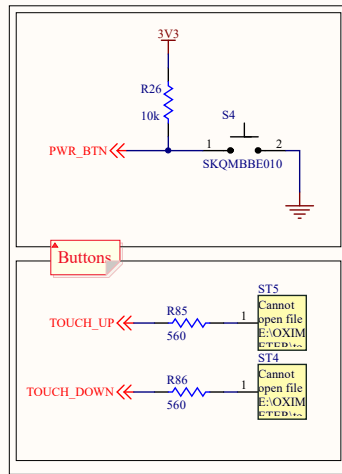 3V3
R26
10k
S4
PWR_BTN
1
2
SKQMBBE010
Buttons
ST5
Cannot
open file
E:\OXIM
R85
TOUCH_UP
1
560
ST4
Cannot
open file
E:\OXIM
R86
TOUCH_DOWN
1
560